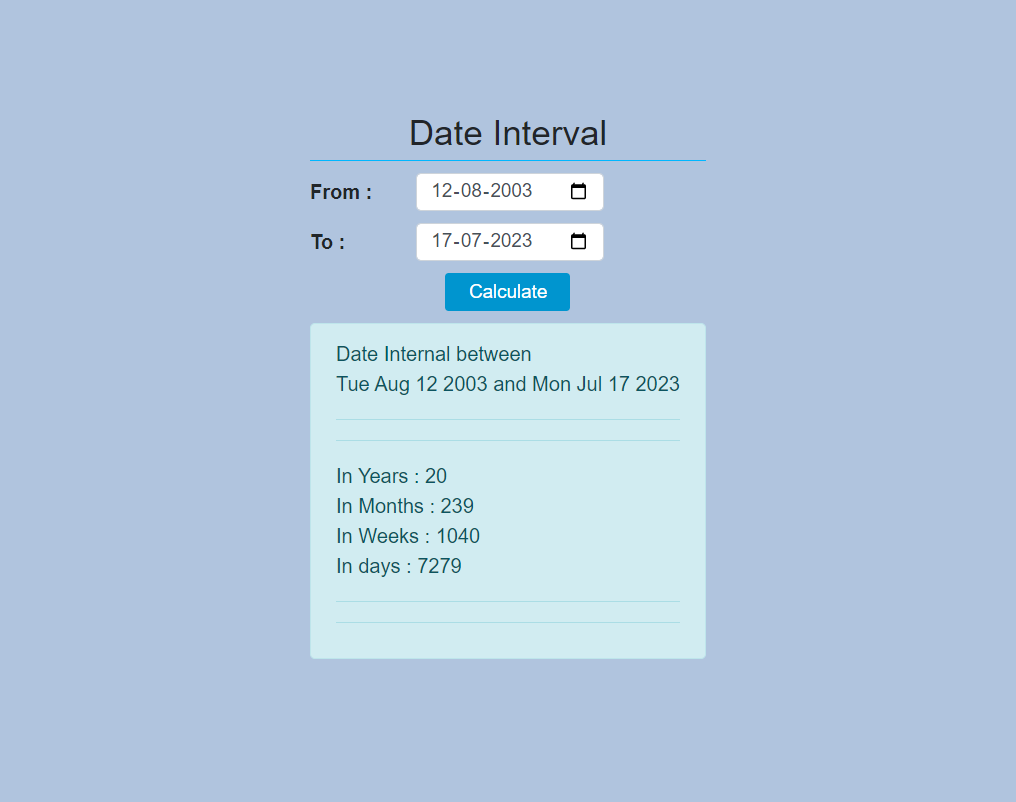 Date Interval
From : 12-08-2003
To : 17-07-2023
Calculate
Date Internal between
Tue Aug 12 2003 and Mon Jul 17 2023
In Years : 20
In Months : 239
In Weeks : 1040
In days : 7279